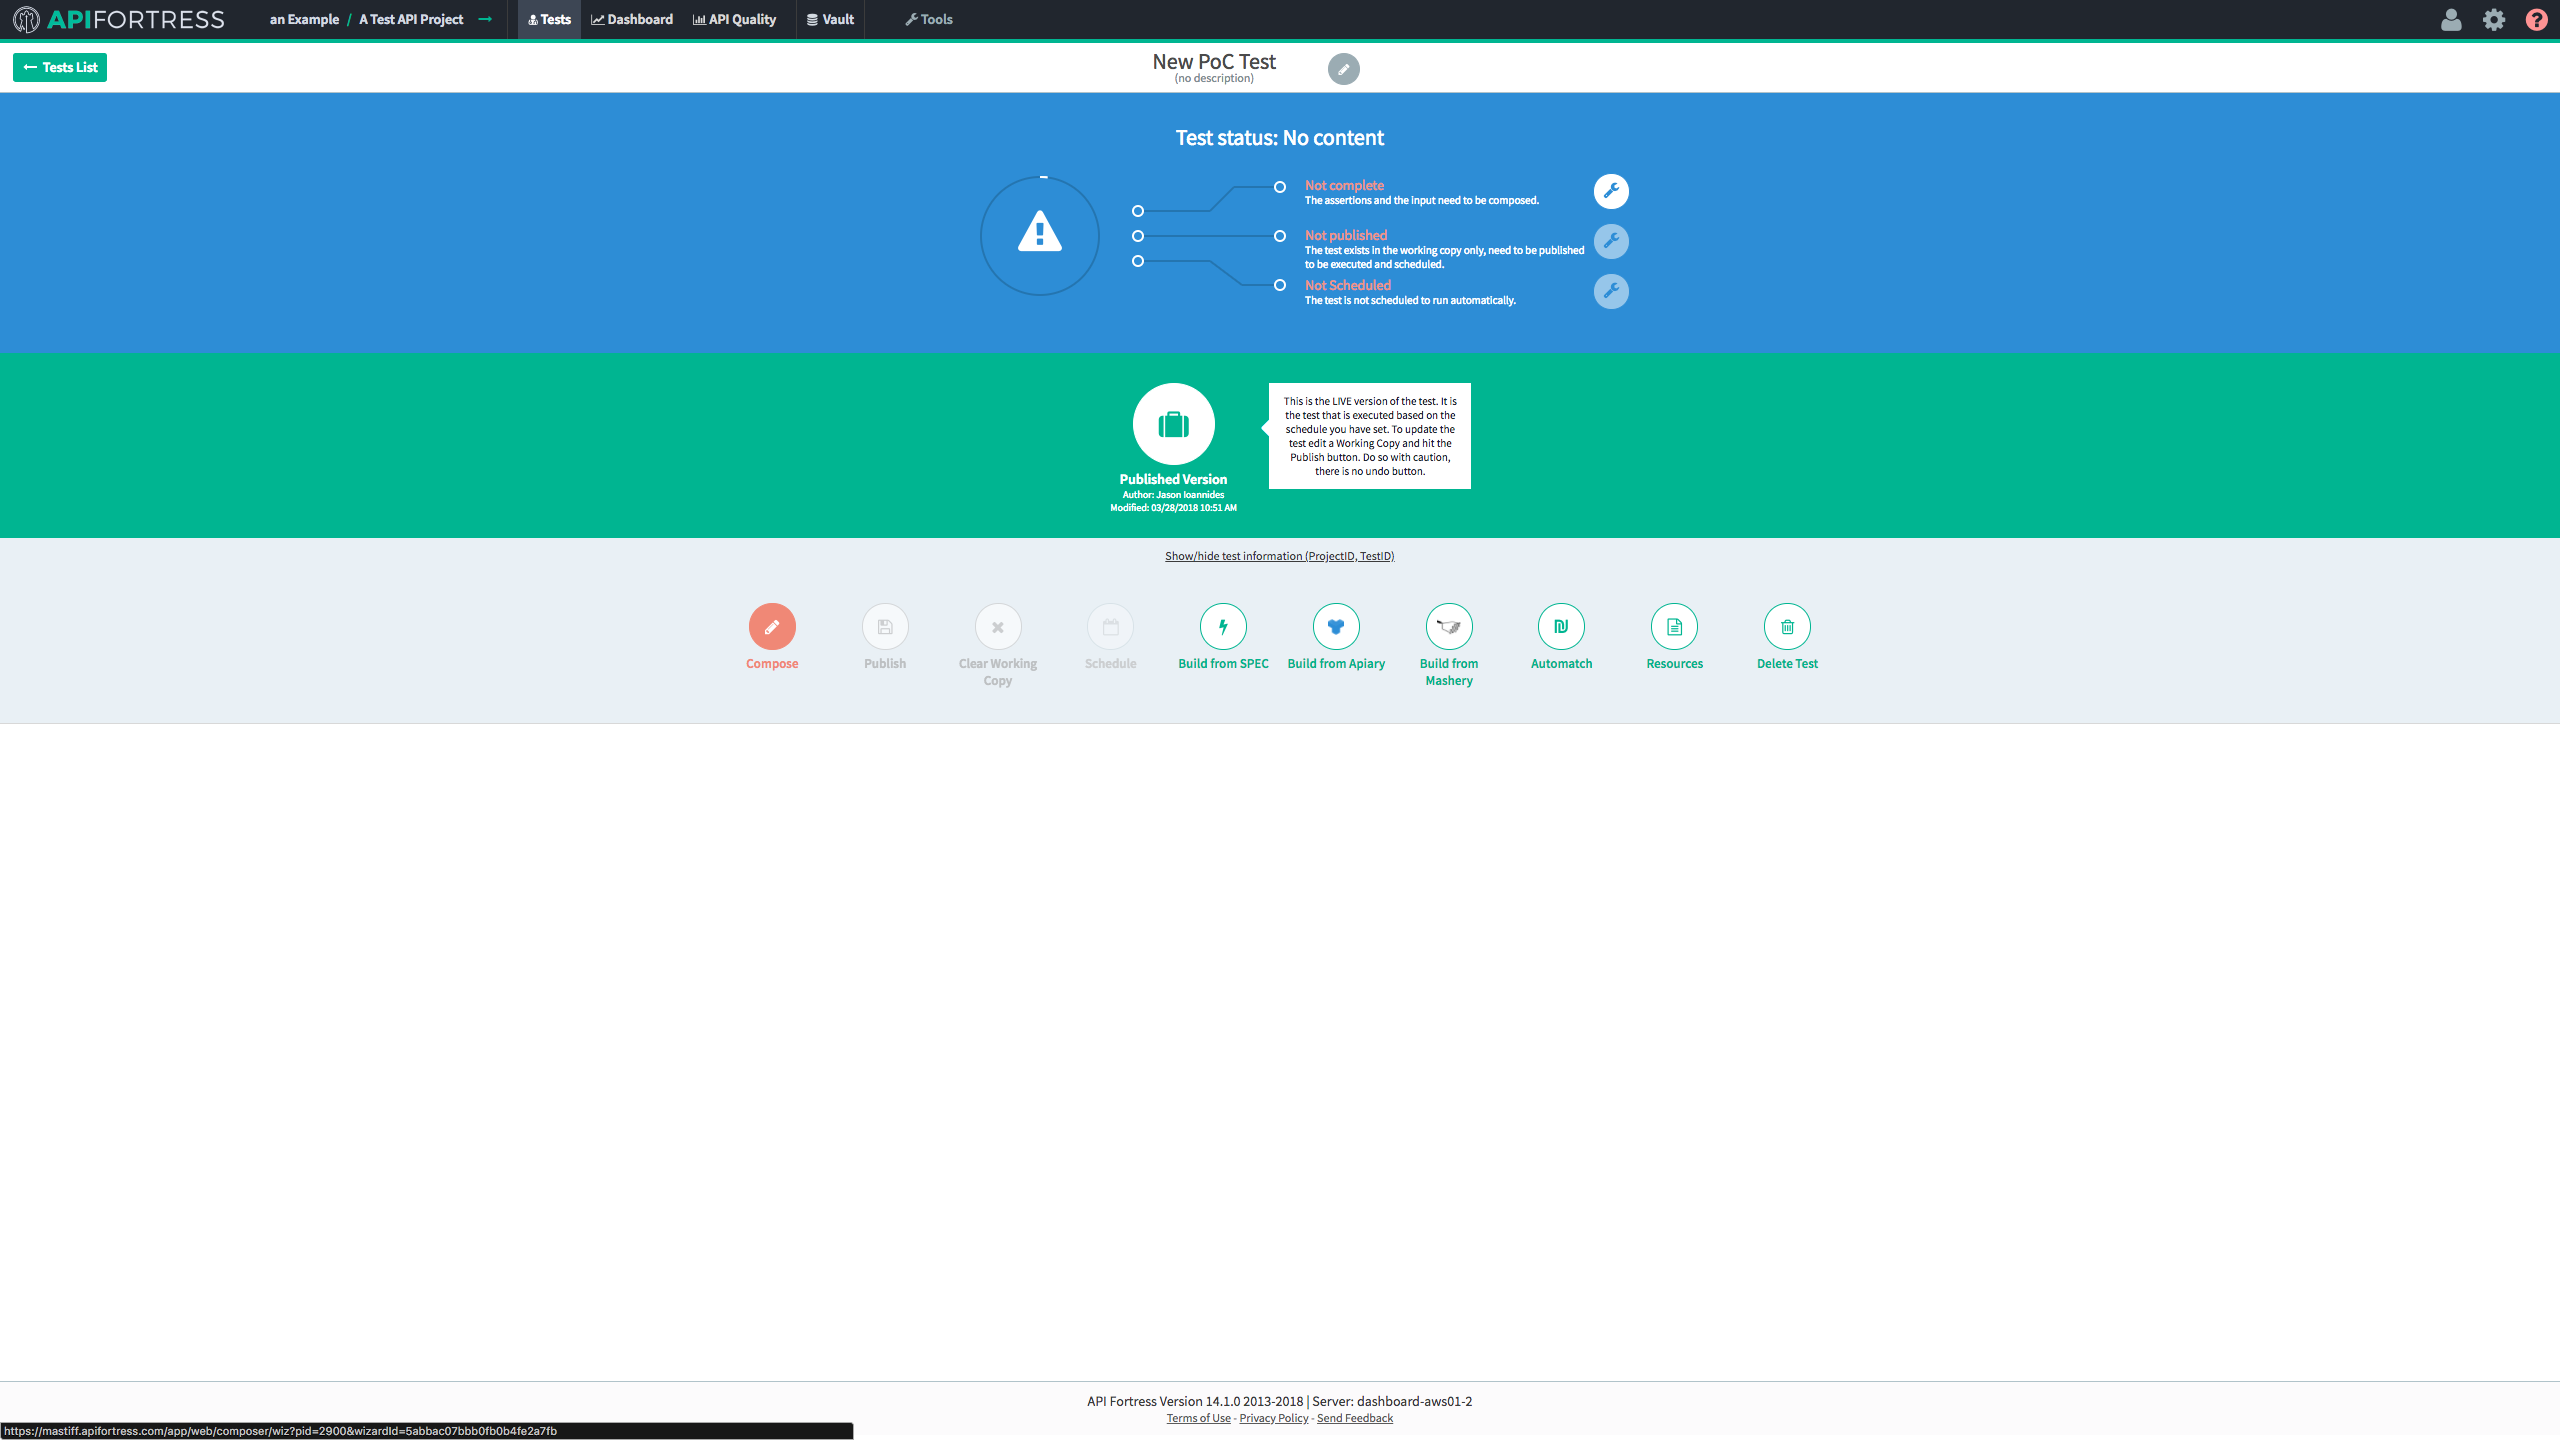 APIFORTRESS
an Example / A Test API Project → Tests Dashboard API Quality Vault Tools
← Tests List
New PoC Test
(no description)
Test status: No content
Not complete
The assertions and the input need to be composed.
Not published
The test exists in the working copy only, need to be published
to be executed and scheduled.
Not Scheduled
The test is not scheduled to run automatically.
This is the LIVE version of the test. It is
the test that is executed based on the
schedule you have set. To update the
test edit a Working Copy and hit the
Publish button. Do so with caution,
there is no undo button.
Published Version
Author: Jason Ioannides
Modified: 03/28/2018 10:51 AM
Show/hide test information (ProjectID, TestID)
Compose
Publish
Clear Working
Copy
Schedule
Build from SPEC
Build from Apiary
Build from
Mashery
Automatch
Resources
Delete Test
API Fortress Version 14.1.0 2013-2018 | Server: dashboard-aws01-2
Terms of Use - Privacy Policy - Send Feedback
https://mastiff.apifortress.com/app/web/composer/wiz?pid=2900&wizardId=5abbac07bbb0fb0b4fe2a7fb